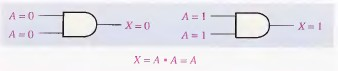 A = 0
A = 0
X = 0
A = 1
A = 1
X = 1
X = A • A = A